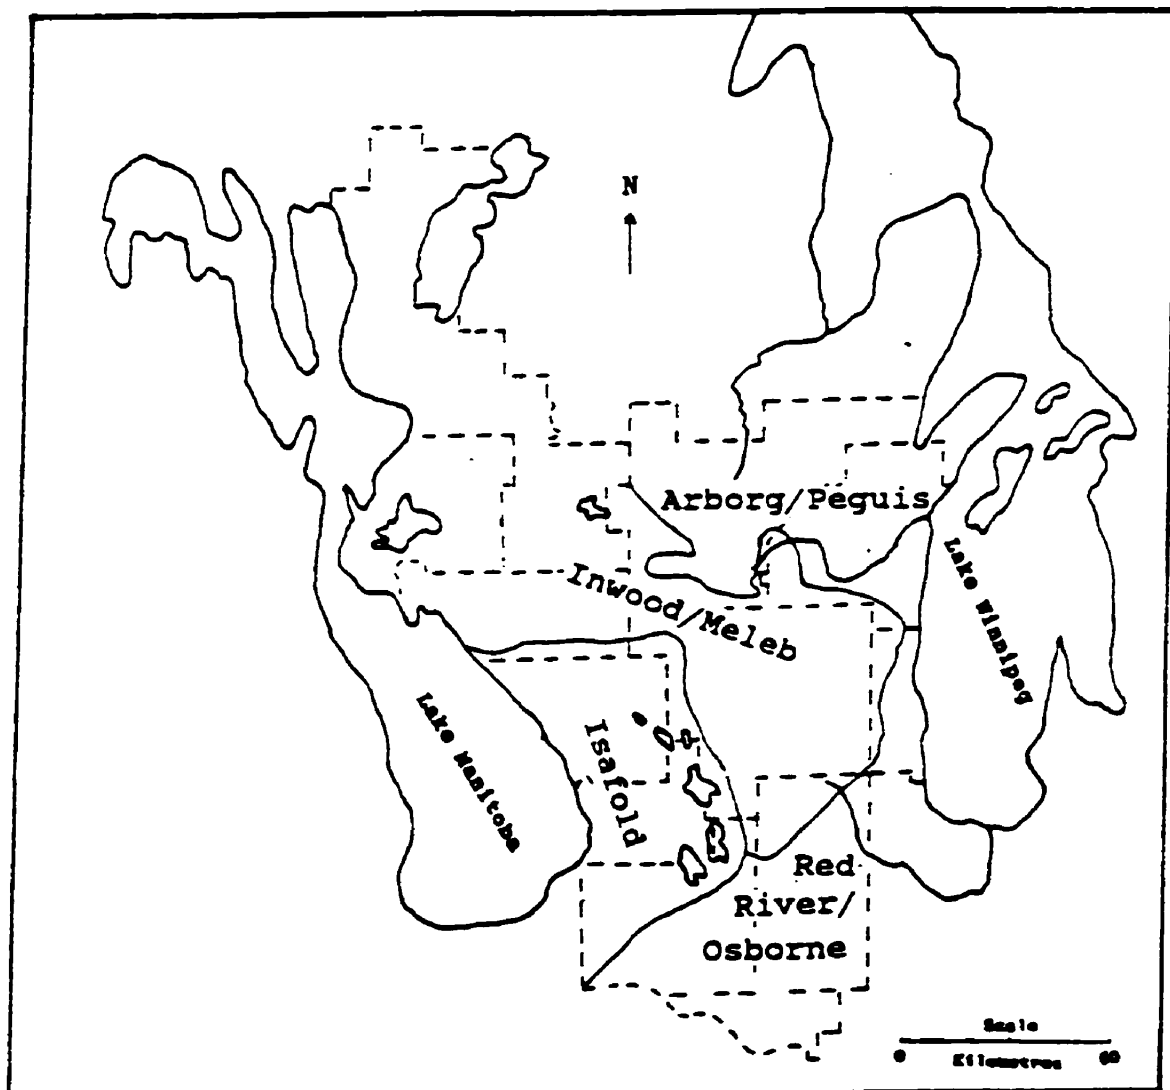 N
Arborg/Peguis
Inwood/Meleb
Lake Winnipeg
Lake Manitoba
Isafold
Red
River/
Osborne
Scale
0 60
Kilometres